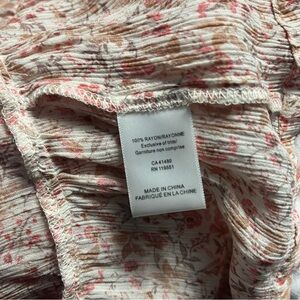 100% RAYON/RAYONNE
Exclusive of trim/
Garniture non comprise
CA 41480
RN 119851
MADE IN CHINA
FABRIQUÉ EN LA CHINE